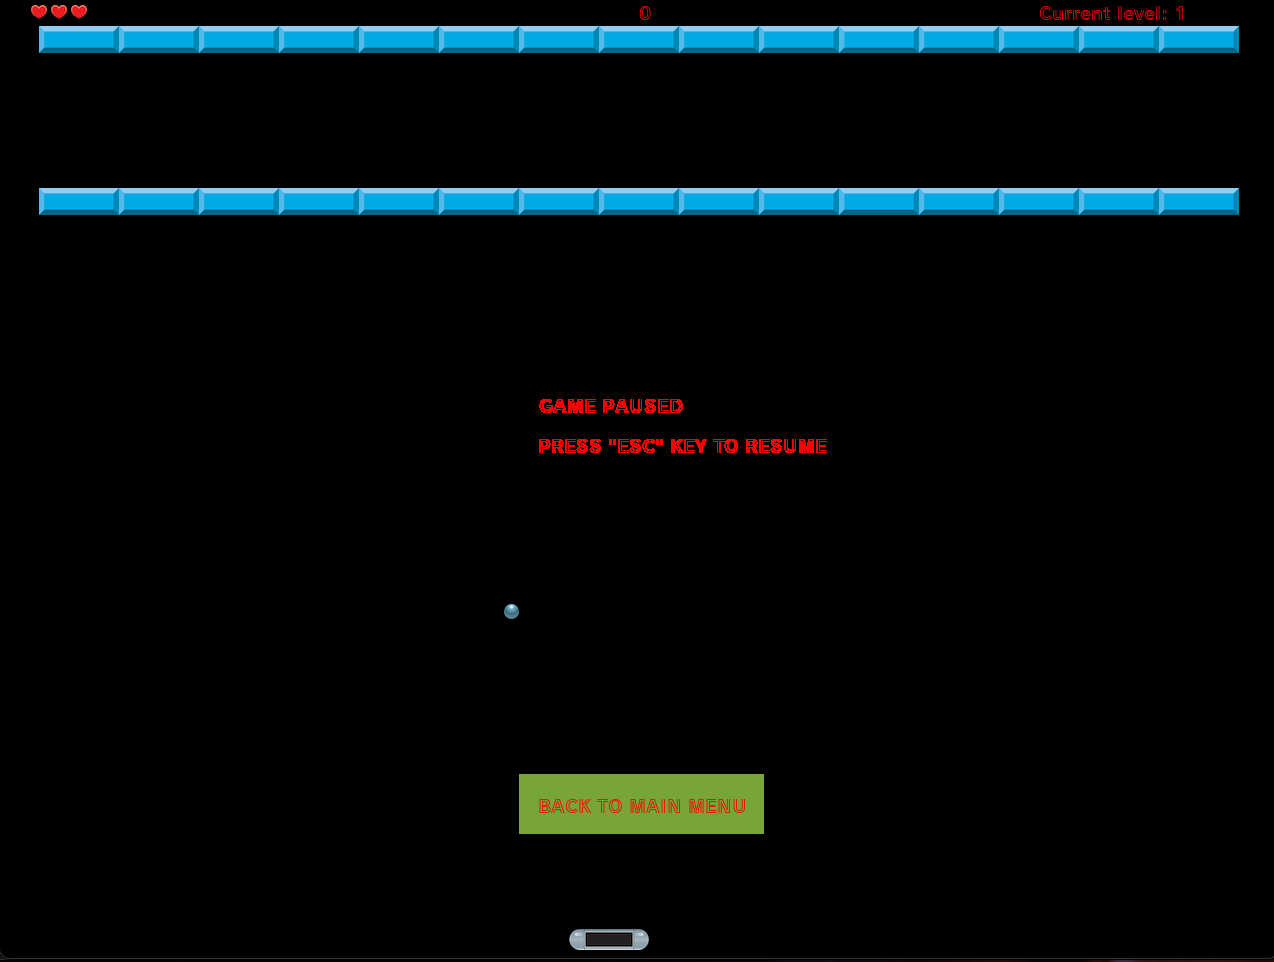 0
Current level: 1
GAME PAUSED
PRESS "ESC" KEY TO RESUME
BACK TO MAIN MENU